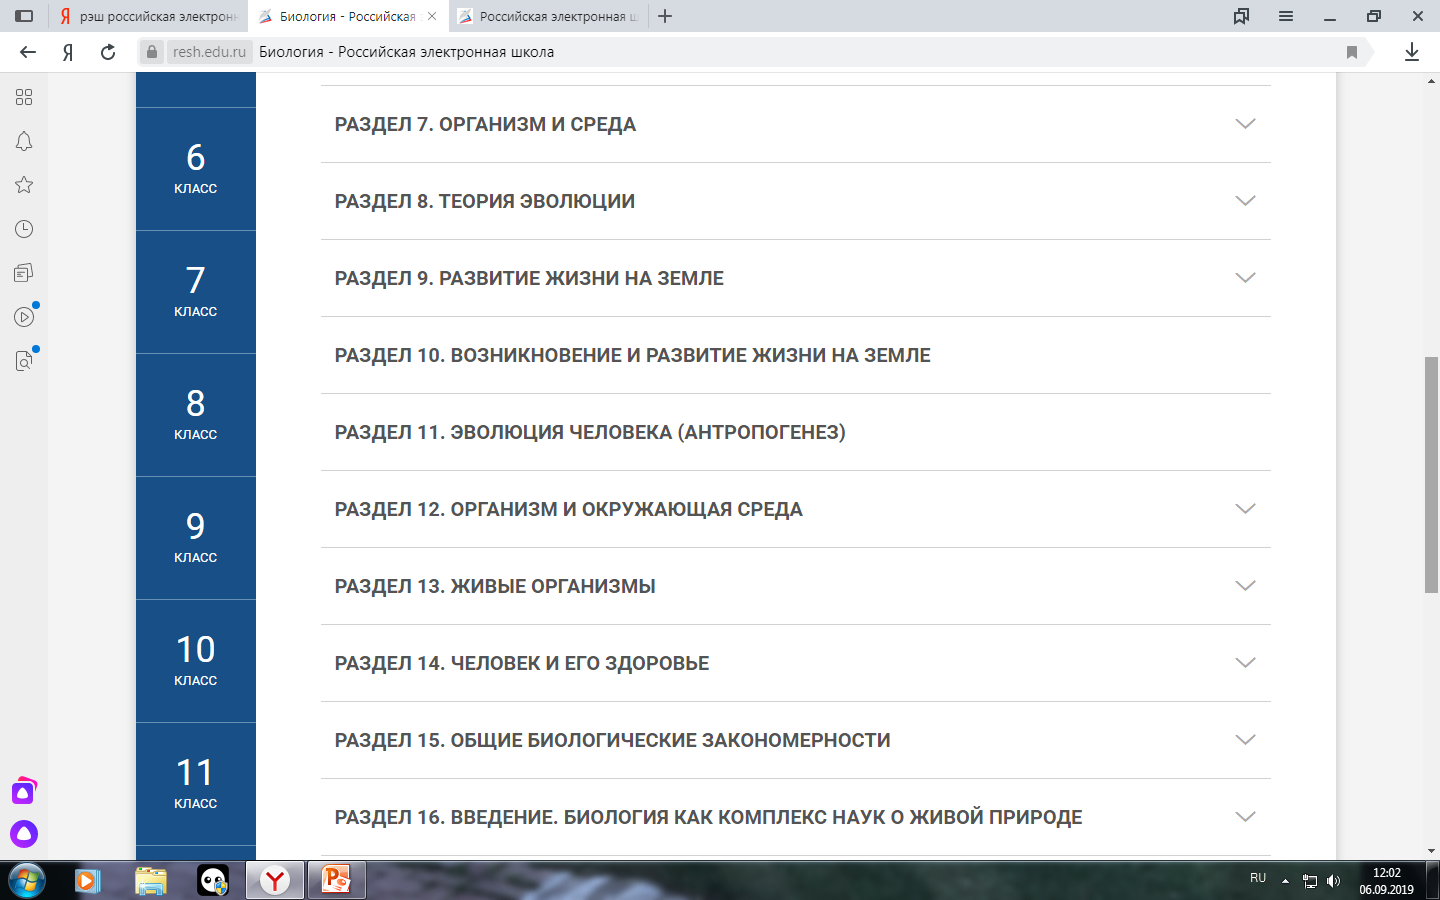 рэш российская электронн
Биология - Российская
Российская электронная ш
resh.edu.ru Биология - Российская электронная школа
6
КЛАСС
7
КЛАСС
8
КЛАСС
9
КЛАСС
10
КЛАСС
11
КЛАСС
РАЗДЕЛ 7. ОРГАНИЗМ И СРЕДА
РАЗДЕЛ 8. ТЕОРИЯ ЭВОЛЮЦИИ
РАЗДЕЛ 9. РАЗВИТИЕ ЖИЗНИ НА ЗЕМЛЕ
РАЗДЕЛ 10. ВОЗНИКНОВЕНИЕ И РАЗВИТИЕ ЖИЗНИ НА ЗЕМЛЕ
РАЗДЕЛ 11. ЭВОЛЮЦИЯ ЧЕЛОВЕКА (АНТРОПОГЕНЕЗ)
РАЗДЕЛ 12. ОРГАНИЗМ И ОКРУЖАЮЩАЯ СРЕДА
РАЗДЕЛ 13. ЖИВЫЕ ОРГАНИЗМЫ
РАЗДЕЛ 14. ЧЕЛОВЕК И ЕГО ЗДОРОВЬЕ
РАЗДЕЛ 15. ОБЩИЕ БИОЛОГИЧЕСКИЕ ЗАКОНОМЕРНОСТИ
РАЗДЕЛ 16. ВВЕДЕНИЕ. БИОЛОГИЯ КАК КОМПЛЕКС НАУК О ЖИВОЙ ПРИРОДЕ
RU
12:02
06.09.2019